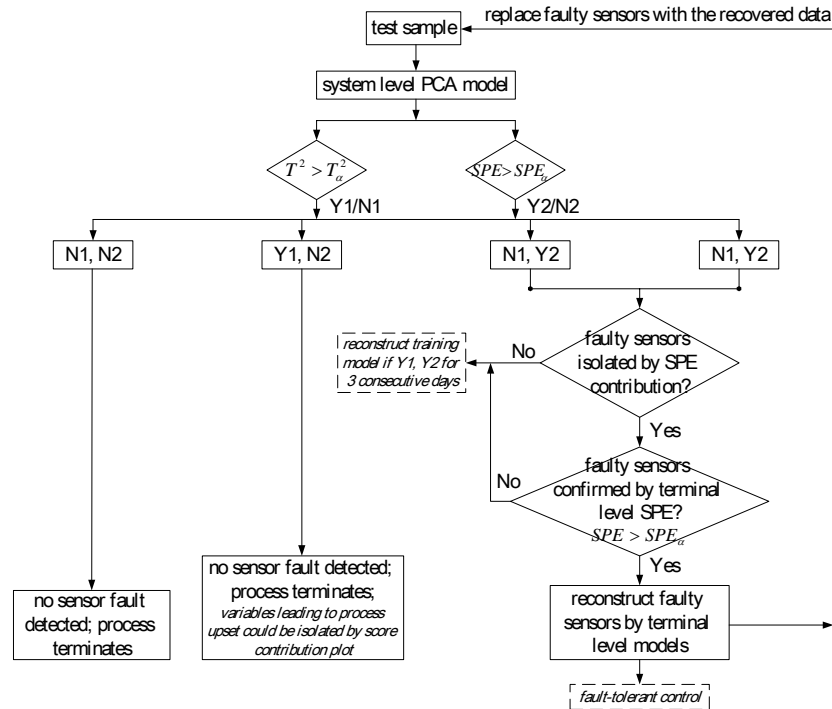 replace faulty sensors with the recovered data
test sample
system level PCA model
T² > T²α
SPE > SPEα
Y1/N1
Y2/N2
N1, N2
Y1, N2
N1, Y2
N1, Y2
reconstruct training
model if Y1, Y2 for
3 consecutive days
No
faulty sensors
isolated by SPE
contribution?
Yes
No
faulty sensors
confirmed by terminal
level SPE?
SPE > SPEα
Yes
no sensor fault
detected; process
terminates
no sensor fault detected;
process terminates;
variables leading to process
upset could be isolated by score
contribution plot
reconstruct faulty
sensors by terminal
level models
fault-tolerant control